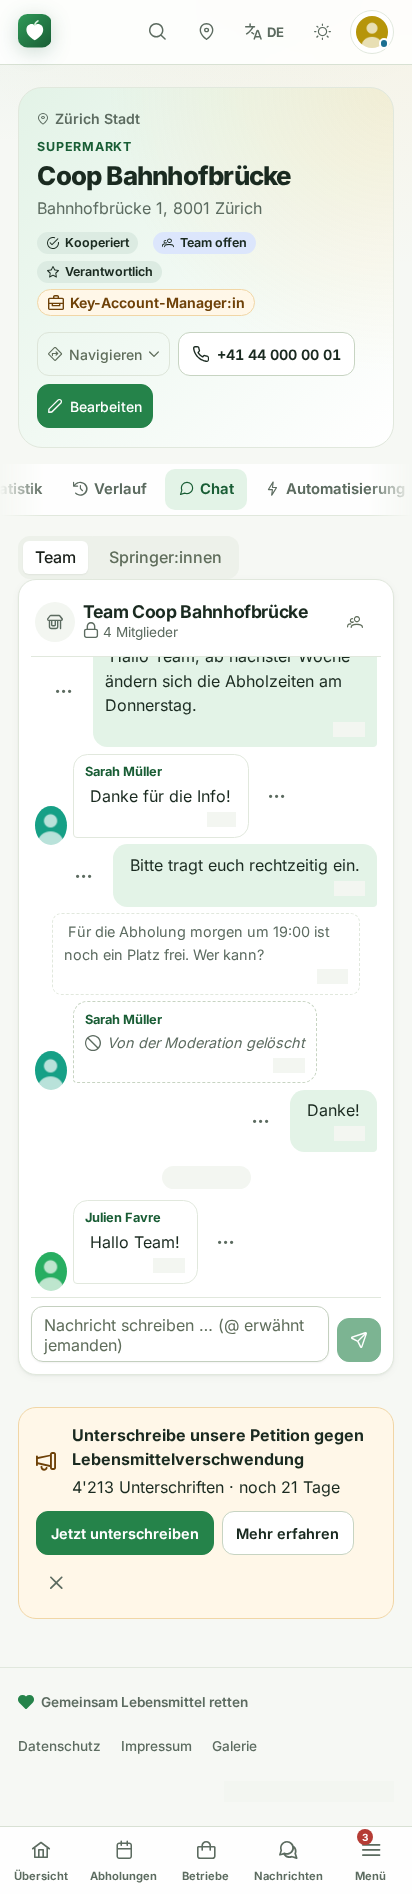 DE
Zürich Stadt
SUPERMARKT
Coop Bahnhofbrücke
Bahnhofbrücke 1, 8001 Zürich
Kooperiert
Team offen
Verantwortlich
Key-Account-Manager:in
Navigieren
+41 44 000 00 01
Bearbeiten
atistik
Verlauf
Chat
Automatisierung
Team
Springer:innen
Team Coop Bahnhofbrücke
4 Mitglieder
Hallo Team, ab nächster Woche
ändern sich die Abholzeiten am
Donnerstag.
Sarah Müller
Danke für die Info!
Bitte tragt euch rechtzeitig ein.
Für die Abholung morgen um 19:00 ist
noch ein Platz frei. Wer kann?
Sarah Müller
Von der Moderation gelöscht
Danke!
Julien Favre
Hallo Team!
Nachricht schreiben … (@ erwähnt
jemanden)
Unterschreibe unsere Petition gegen
Lebensmittelverschwendung
4'213 Unterschriften · noch 21 Tage
Jetzt unterschreiben
Mehr erfahren
Gemeinsam Lebensmittel retten
Datenschutz
Impressum
Galerie
3
Übersicht
Abholungen
Betriebe
Nachrichten
Menü